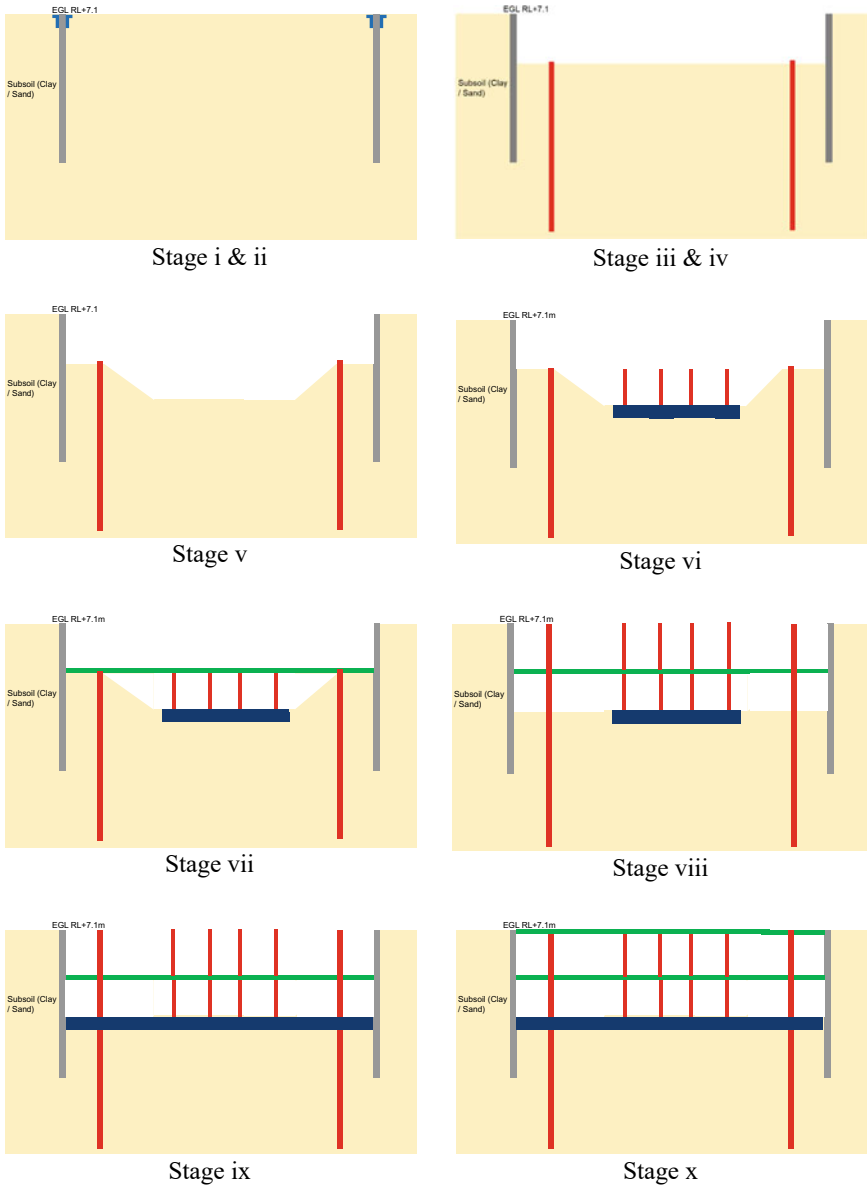 EGL RL+7.1
EGL RL+7.1
Subsoil (Clay
/ Sand)
Subsoil (Clay
/ Sand)
Stage i & ii
Stage iii & iv
EGL RL+7.1
EGL RL+7.1m
Subsoil (Clay
/ Sand)
Subsoil (Clay
/ Sand)
Stage v
Stage vi
EGL RL+7.1m
EGL RL+7.1m
Subsoil (Clay
/ Sand)
Subsoil (Clay
/ Sand)
Stage vii
Stage viii
EGL RL+7.1m
EGL RL+7.1m
Subsoil (Clay
/ Sand)
Subsoil (Clay
/ Sand)
Stage ix
Stage x